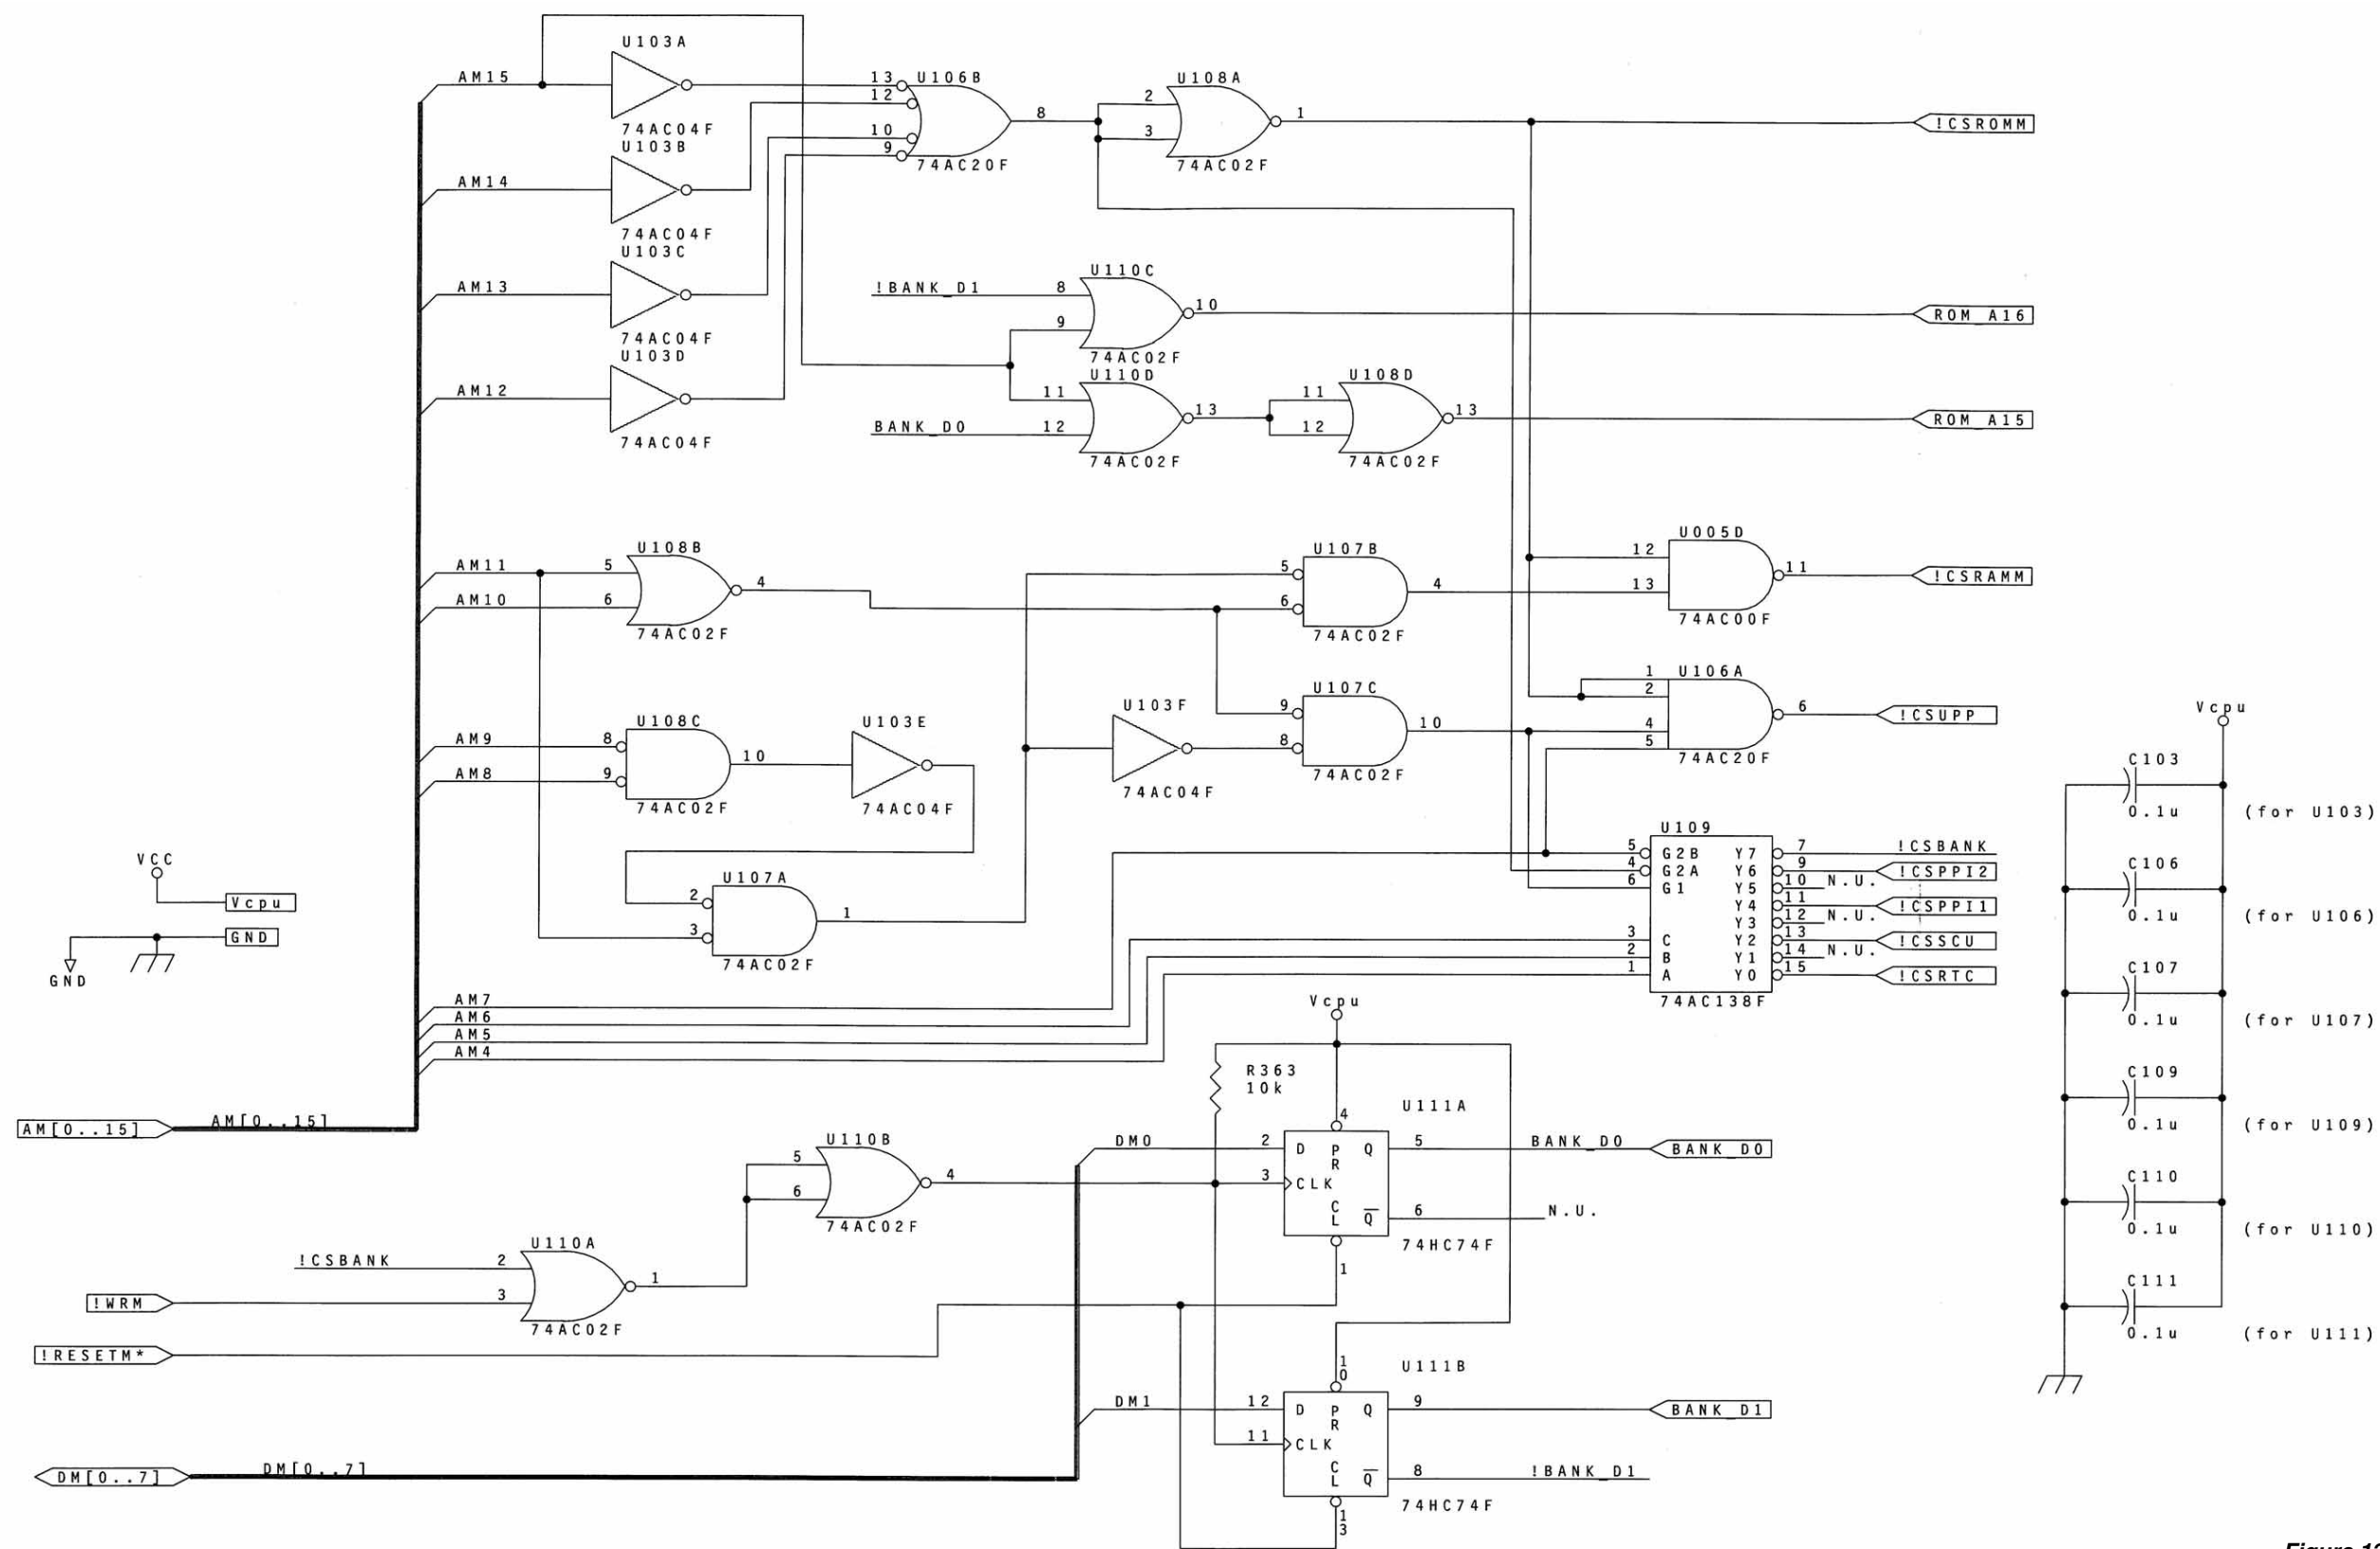 U103A
AM15
74AC04F
13
12
10
9
U106B
74AC20F
8
U108A
2
3
1
74AC02F
!CSROMM
U103B
AM14
74AC04F
U103C
AM13
74AC04F
U103D
AM12
74AC04F
!BANK_D1
8
9
U110C
10
74AC02F
ROM_A16
U110D
11
BANK_D0
12
13
74AC02F
U108D
11
12
13
74AC02F
ROM_A15
AM11
5
AM10
6
U108B
4
74AC02F
U107B
5
6
4
74AC02F
U005D
12
13
11
74AC00F
!CSRAMM
AM9
8
AM8
9
U108C
10
74AC02F
U103E
74AC04F
U103F
74AC04F
U107C
9
8
10
74AC02F
U106A
1
2
4
5
6
74AC20F
!CSUPP
U107A
2
3
1
74AC02F
VCC
Vcpu
GND
GND
AM7
AM6
AM5
AM4
U109
5
4
6
3
2
1
G2B
G2A
G1
C
B
A
Y7
Y6
Y5
Y4
Y3
Y2
Y1
Y0
7
9
10
11
12
13
14
15
74AC138F
!CSBANK
!CSPPI2
N.U.
!CSPPI1
N.U.
!CSSCU
N.U.
!CSRTC
AM[0..15]
AM[0..15]
Vcpu
R363
10k
U111A
4
DM0
2
D
PR
Q
5
BANK_D0
BANK_D0
3
CLK
CL
Q
6
N.U.
74HC74F
1
U110B
5
6
4
74AC02F
U110A
!CSBANK
2
!WRM
3
1
74AC02F
!RESETM*
U111B
10
DM1
12
D
PR
Q
9
BANK_D1
11
CLK
CL
Q
8
!BANK_D1
74HC74F
13
DM[0..7]
DM[0..7]
Vcpu
C103
0.1u
(for U103)
C106
0.1u
(for U106)
C107
0.1u
(for U107)
C109
0.1u
(for U109)
C110
0.1u
(for U110)
C111
0.1u
(for U111)